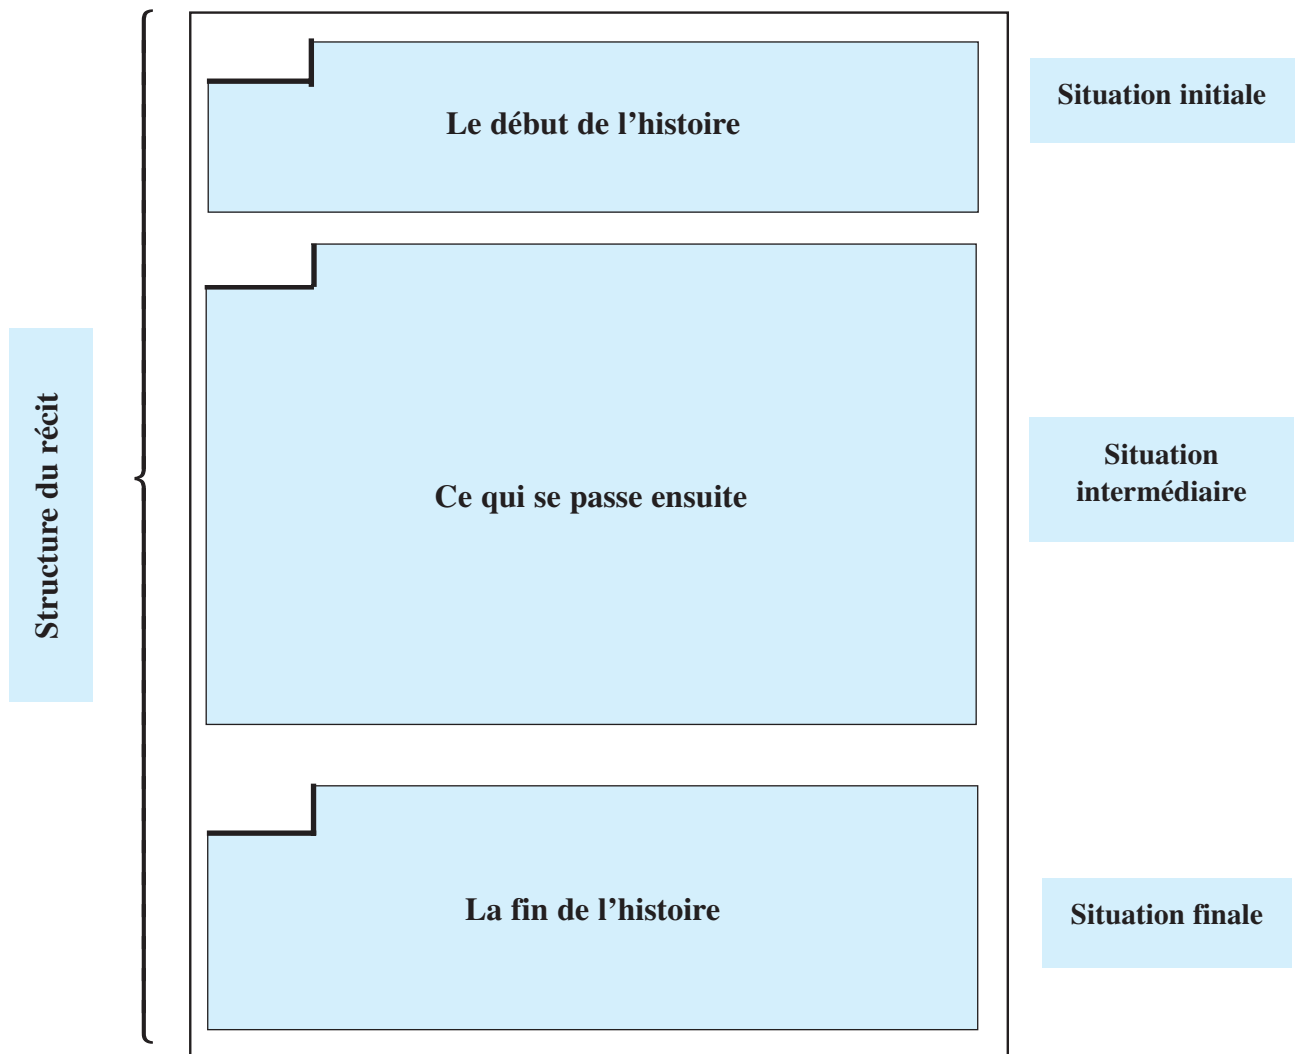 Structure du récit
Le début de l’histoire
Situation initiale
Ce qui se passe ensuite
Situation
intermédiaire
La fin de l’histoire
Situation finale